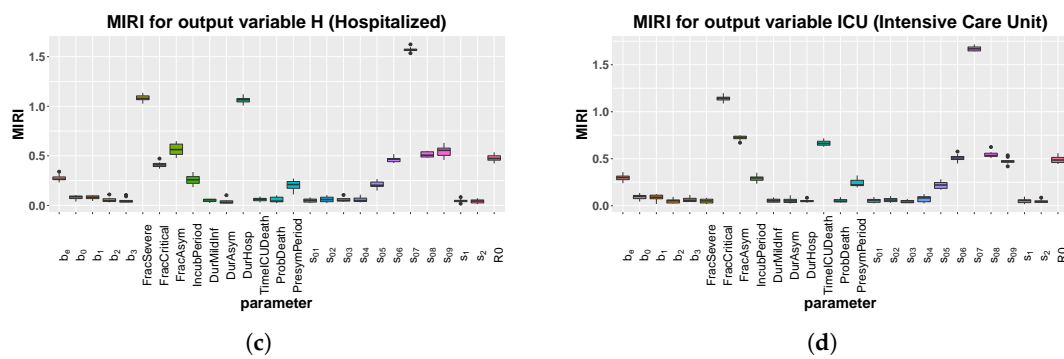 MIRI for output variable H (Hospitalized)
MIRI
1.5
1.0
0.5
0.0
bₑ
b₀
b₁
b₂
b₃
FracSevere
FracCritical
FracAsym
IncubPeriod
DurMildInf
DurAsym
DurHosp
TimeICUDeath
ProbDeath
PresymPeriod
s₀₁
s₀₂
s₀₃
s₀₄
s₀₅
s₀₆
s₀₇
s₀₈
s₀₉
s₁
s₂
R0
parameter
(c)
MIRI for output variable ICU (Intensive Care Unit)
MIRI
1.5
1.0
0.5
0.0
bₑ
b₀
b₁
b₂
b₃
FracSevere
FracCritical
FracAsym
IncubPeriod
DurMildInf
DurAsym
DurHosp
TimeICUDeath
ProbDeath
PresymPeriod
s₀₁
s₀₂
s₀₃
s₀₄
s₀₅
s₀₆
s₀₇
s₀₈
s₀₉
s₁
s₂
R0
parameter
(d)